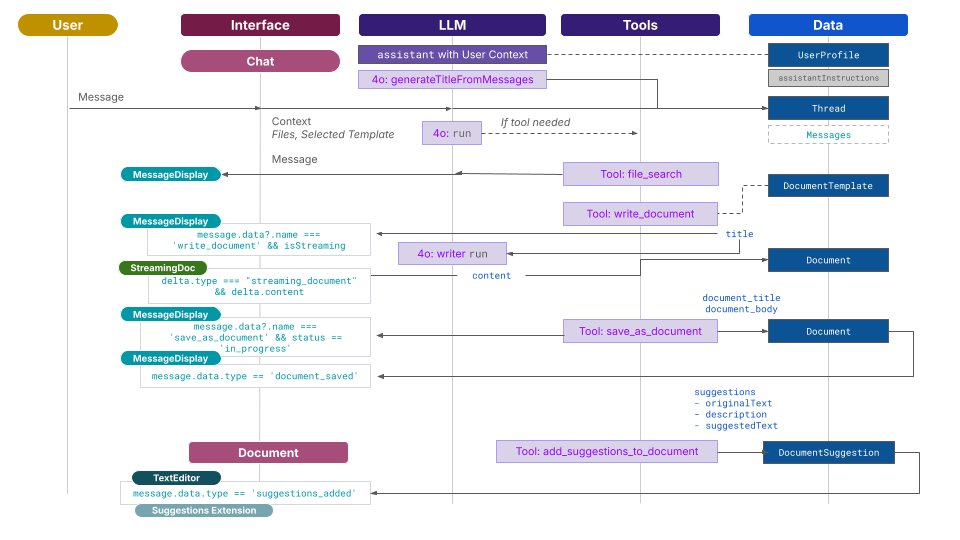 User
Interface
LLM
Tools
Data
Chat
assistant with User Context
UserProfile
4o: generateTitleFromMessages
assistantInstructions
Message
Thread
Context
Files, Selected Template
4o: run
If tool needed
Messages
Message
MessageDisplay
Tool: file_search
DocumentTemplate
Tool: write_document
MessageDisplay
message.data?.name ===
'write_document' && isStreaming
title
4o: writer run
Document
StreamingDoc
delta.type === "streaming_document"
&& delta.content
content
document_title
document_body
MessageDisplay
message.data?.name ===
'save_as_document' && status ==
'in_progress'
Tool: save_as_document
Document
MessageDisplay
message.data.type == 'document_saved'
suggestions
- originalText
- description
- suggestedText
Document
Tool: add_suggestions_to_document
DocumentSuggestion
TextEditor
message.data.type == 'suggestions_added'
Suggestions Extension